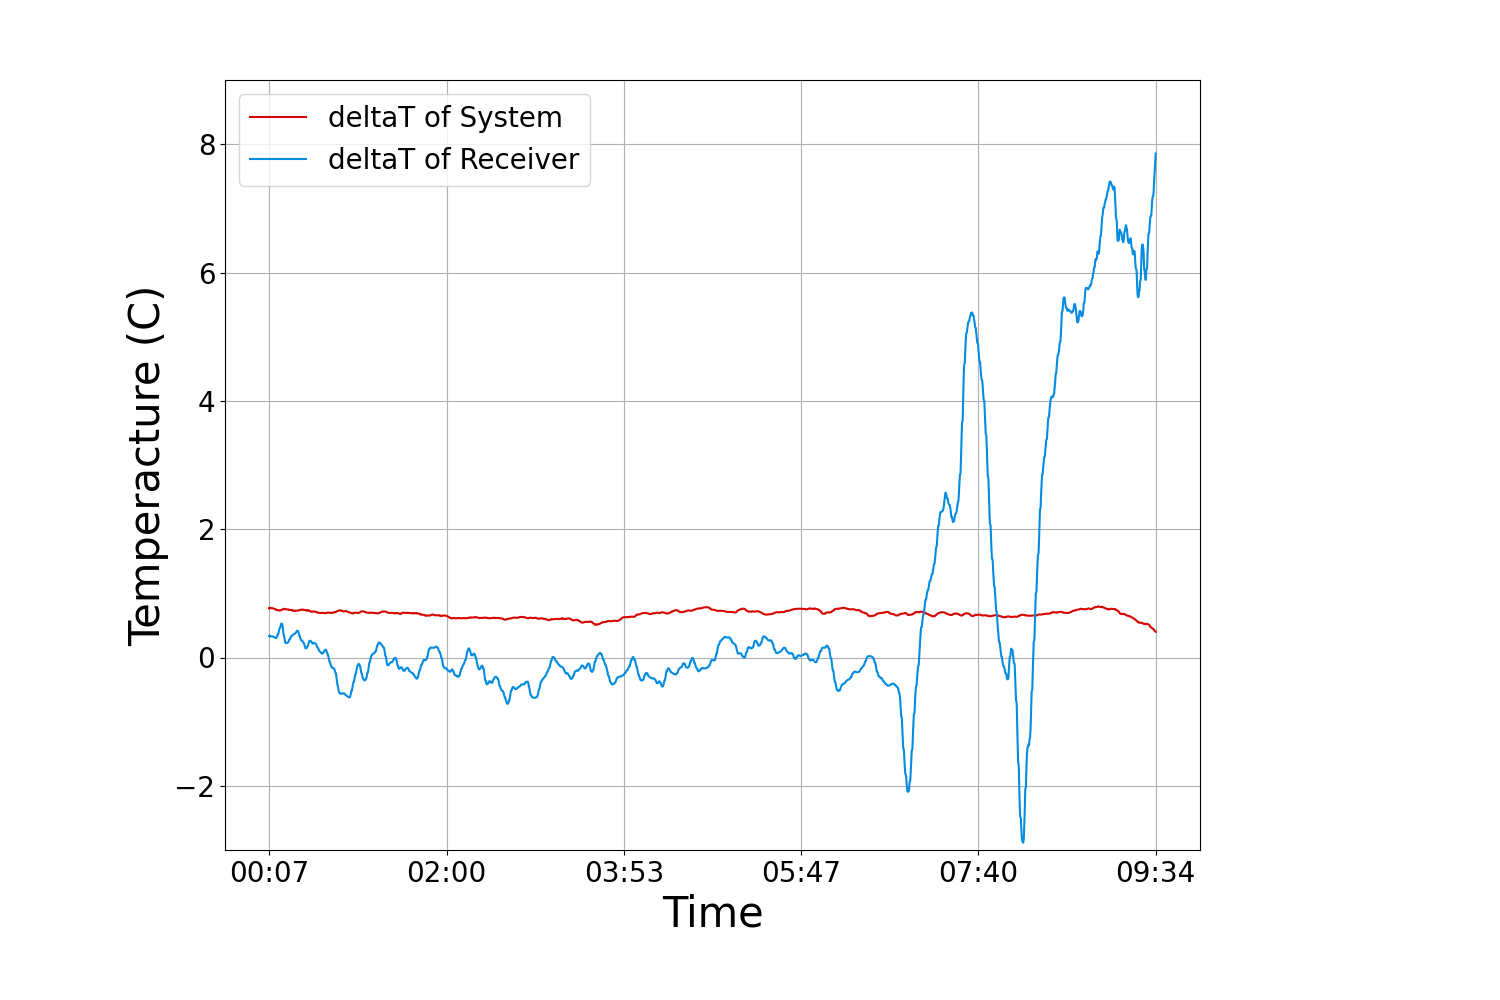 deltaT of System
deltaT of Receiver
8
6
4
2
0
−2
Temperacture (C)
00:07 02:00 03:53 05:47 07:40 09:34
Time